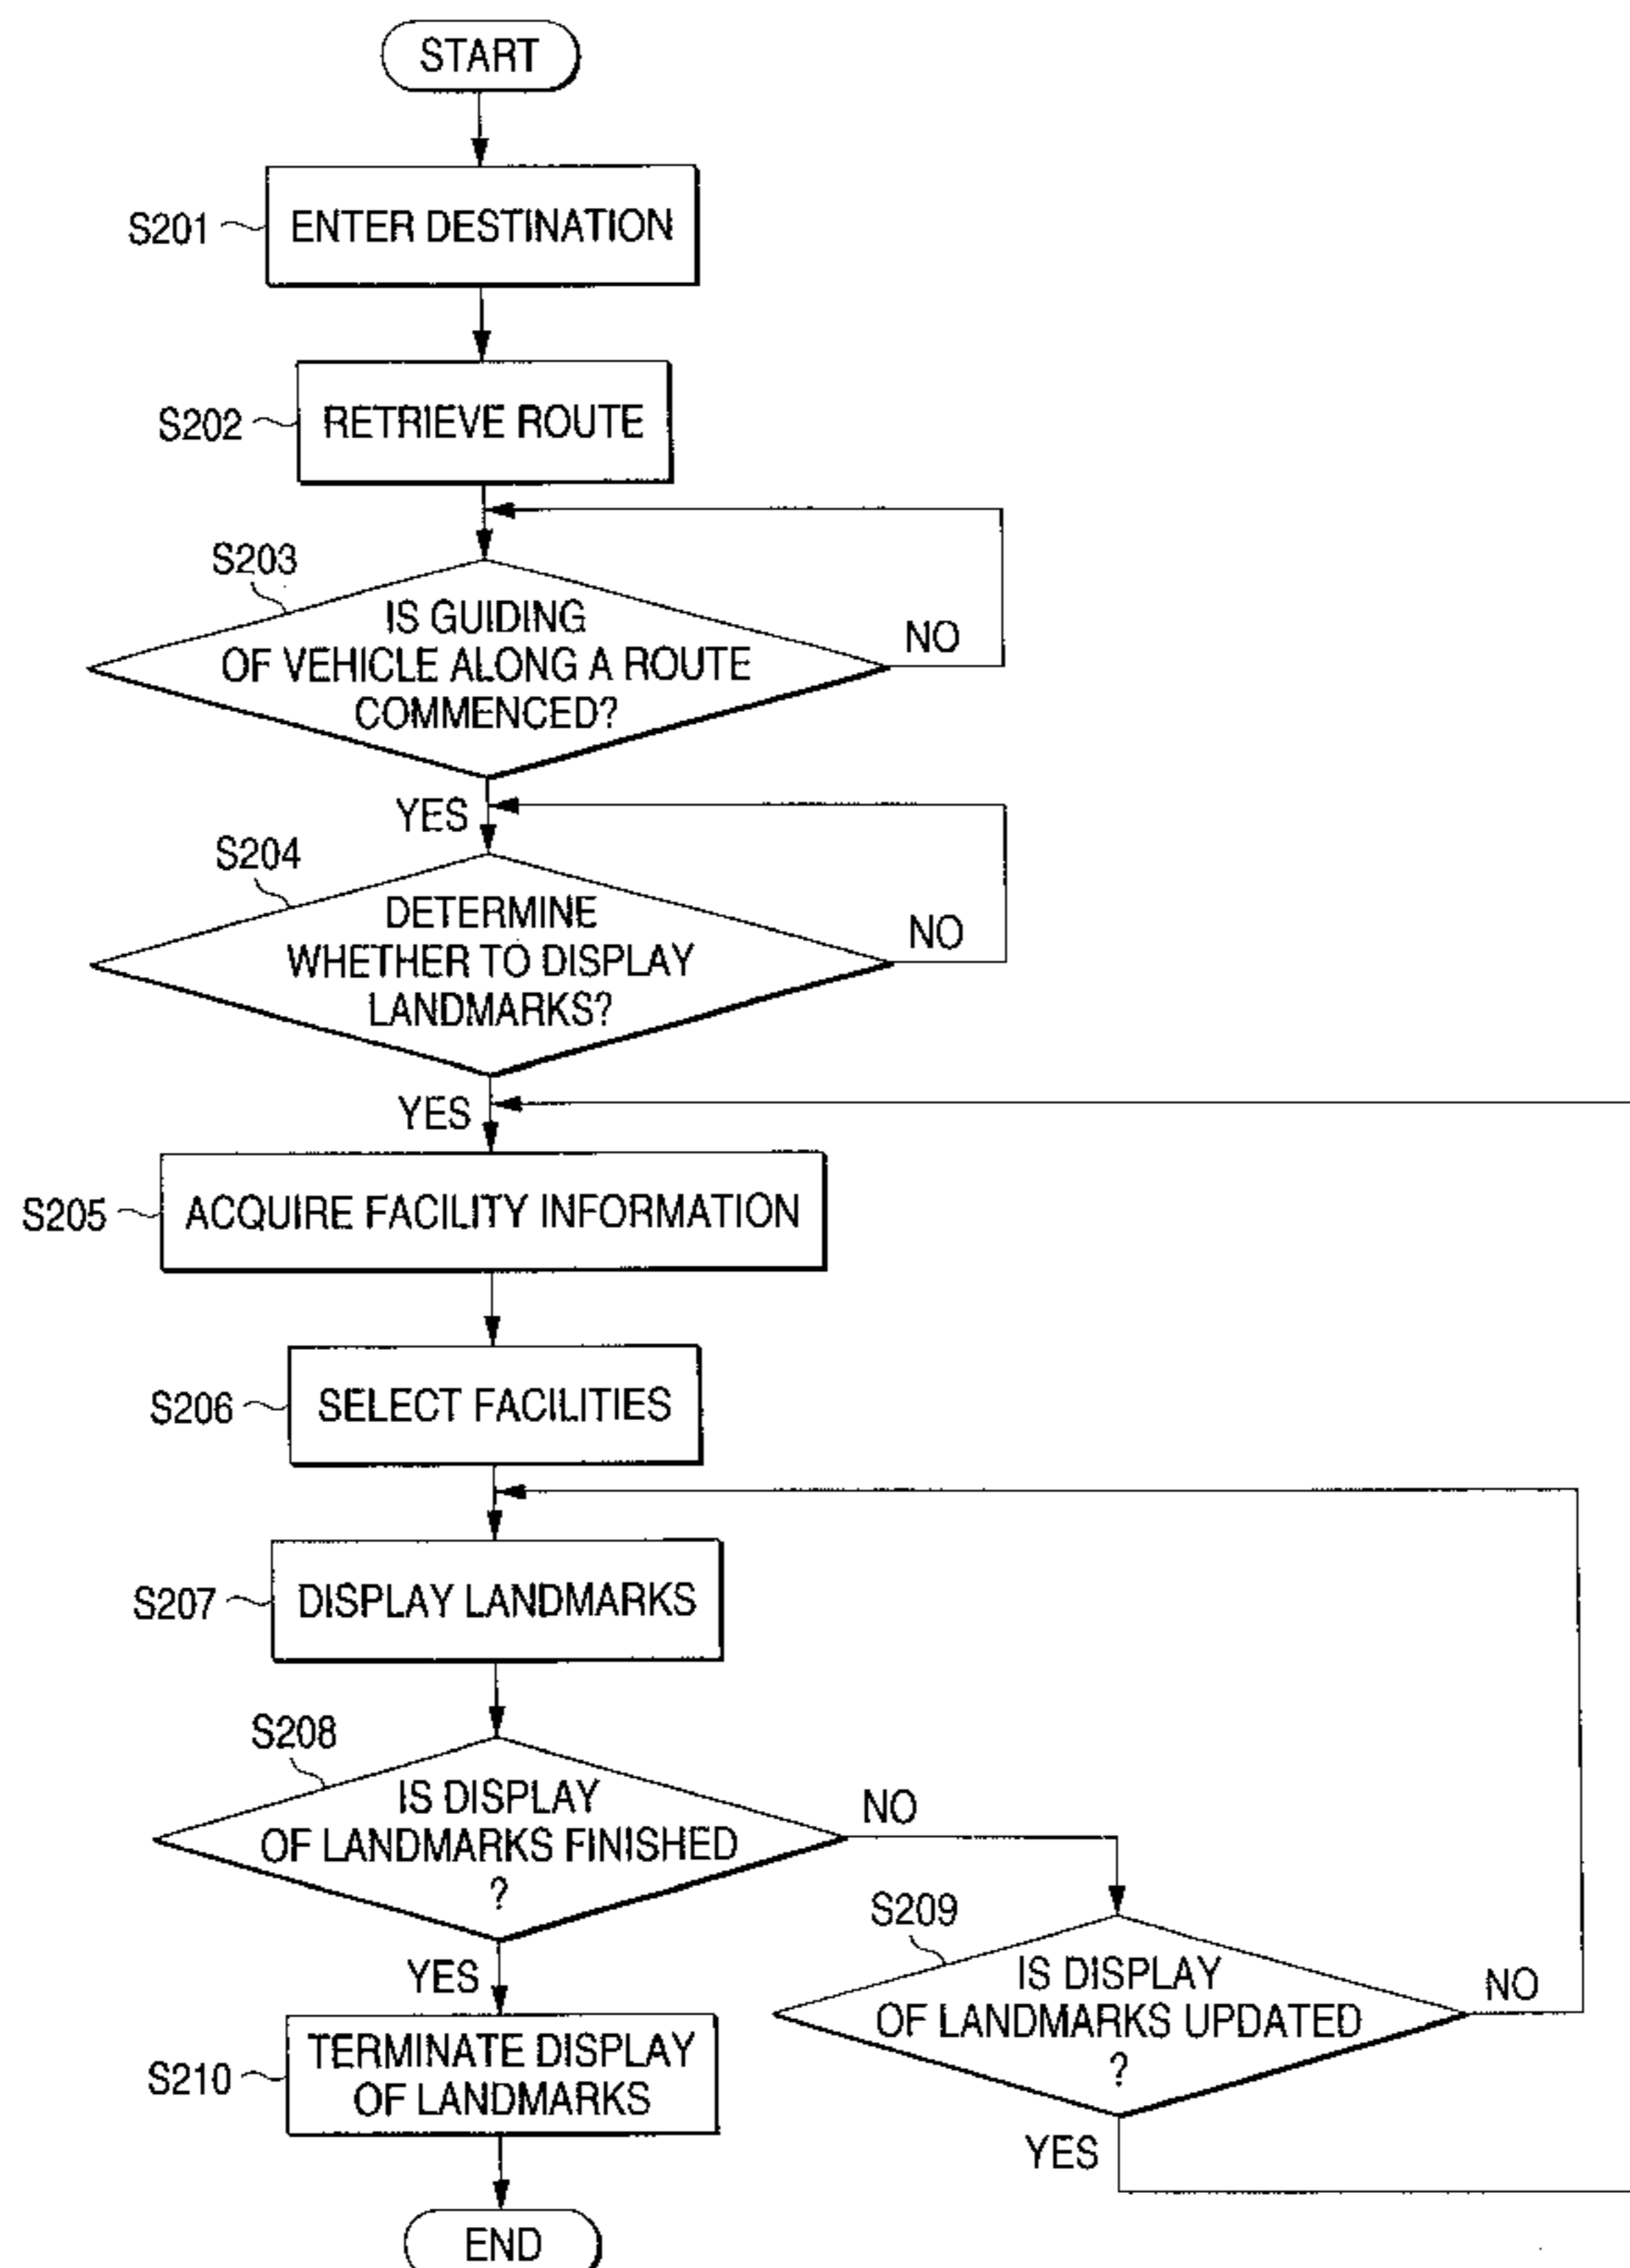 START
S201
ENTER DESTINATION
S202
RETRIEVE ROUTE
S203
IS GUIDING
OF VEHICLE ALONG A ROUTE
COMMENCED?
NO
YES
S204
DETERMINE
WHETHER TO DISPLAY
LANDMARKS?
NO
YES
S205
ACQUIRE FACILITY INFORMATION
S206
SELECT FACILITIES
S207
DISPLAY LANDMARKS
S208
IS DISPLAY
OF LANDMARKS FINISHED
?
NO
S209
IS DISPLAY
OF LANDMARKS UPDATED
?
NO
YES
YES
S210
TERMINATE DISPLAY
OF LANDMARKS
END